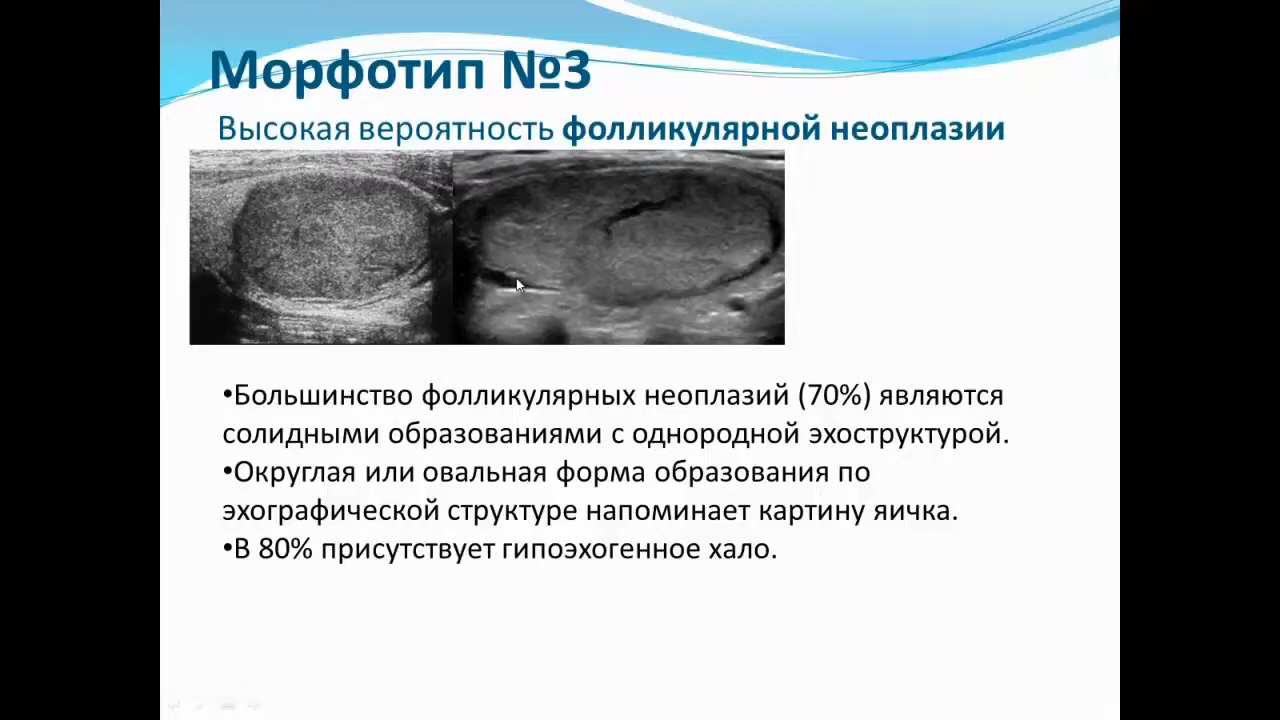 Морфотип №3
Высокая вероятность фолликулярной неоплазии
•Большинство фолликулярных неоплазий (70%) являются
солидными образованиями с однородной эхоструктурой.
•Округлая или овальная форма образования по
эхографической структуре напоминает картину яичка.
•В 80% присутствует гипоэхогенное хало.